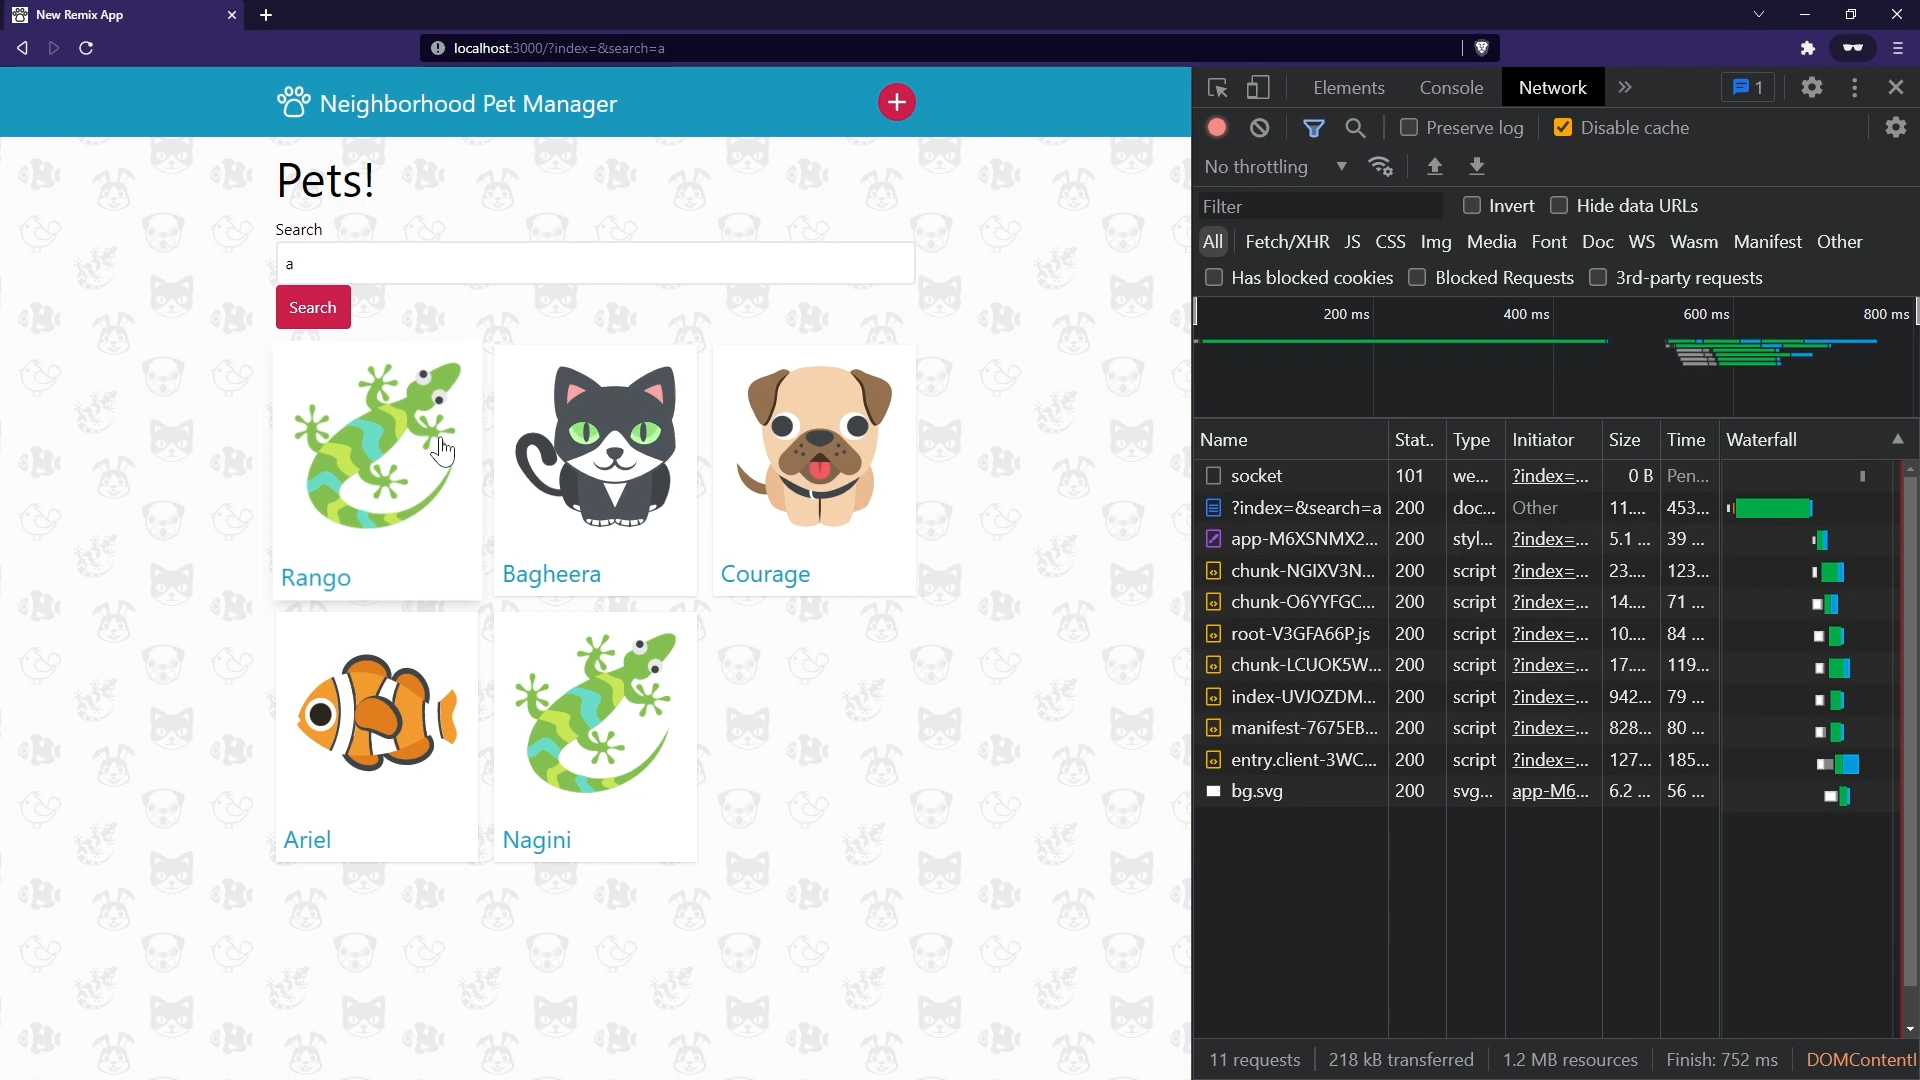 New Remix App
localhost:3000/?index=&search=a
Neighborhood Pet Manager
Pets!
Search
a
Search
Rango
Bagheera
Courage
Ariel
Nagini
Elements Console Network 1
Preserve log Disable cache
No throttling
Filter Invert Hide data URLs
All Fetch/XHR JS CSS Img Media Font Doc WS Wasm Manifest Other
Has blocked cookies Blocked Requests 3rd-party requests
200 ms 400 ms 600 ms 800 ms
Name Stat.. Type Initiator Size Time Waterfall
socket 101 we... ?index=... 0 B Pen...
?index=&search=a 200 doc... Other 11.... 453...
app-M6XSNMX2... 200 styl... ?index=... 5.1 ... 39 ...
chunk-NGIXV3N... 200 script ?index=... 23.... 123...
chunk-O6YYFGC... 200 script ?index=... 14.... 71 ...
root-V3GFA66P.js 200 script ?index=... 10.... 84 ...
chunk-LCUOK5W... 200 script ?index=... 17.... 119...
index-UVJOZDM... 200 script ?index=... 942... 79 ...
manifest-7675EB... 200 script ?index=... 828... 80 ...
entry.client-3WC... 200 script ?index=... 127... 185...
bg.svg 200 svg... app-M6... 6.2 ... 56 ...
11 requests 218 kB transferred 1.2 MB resources Finish: 752 ms DOMContentl